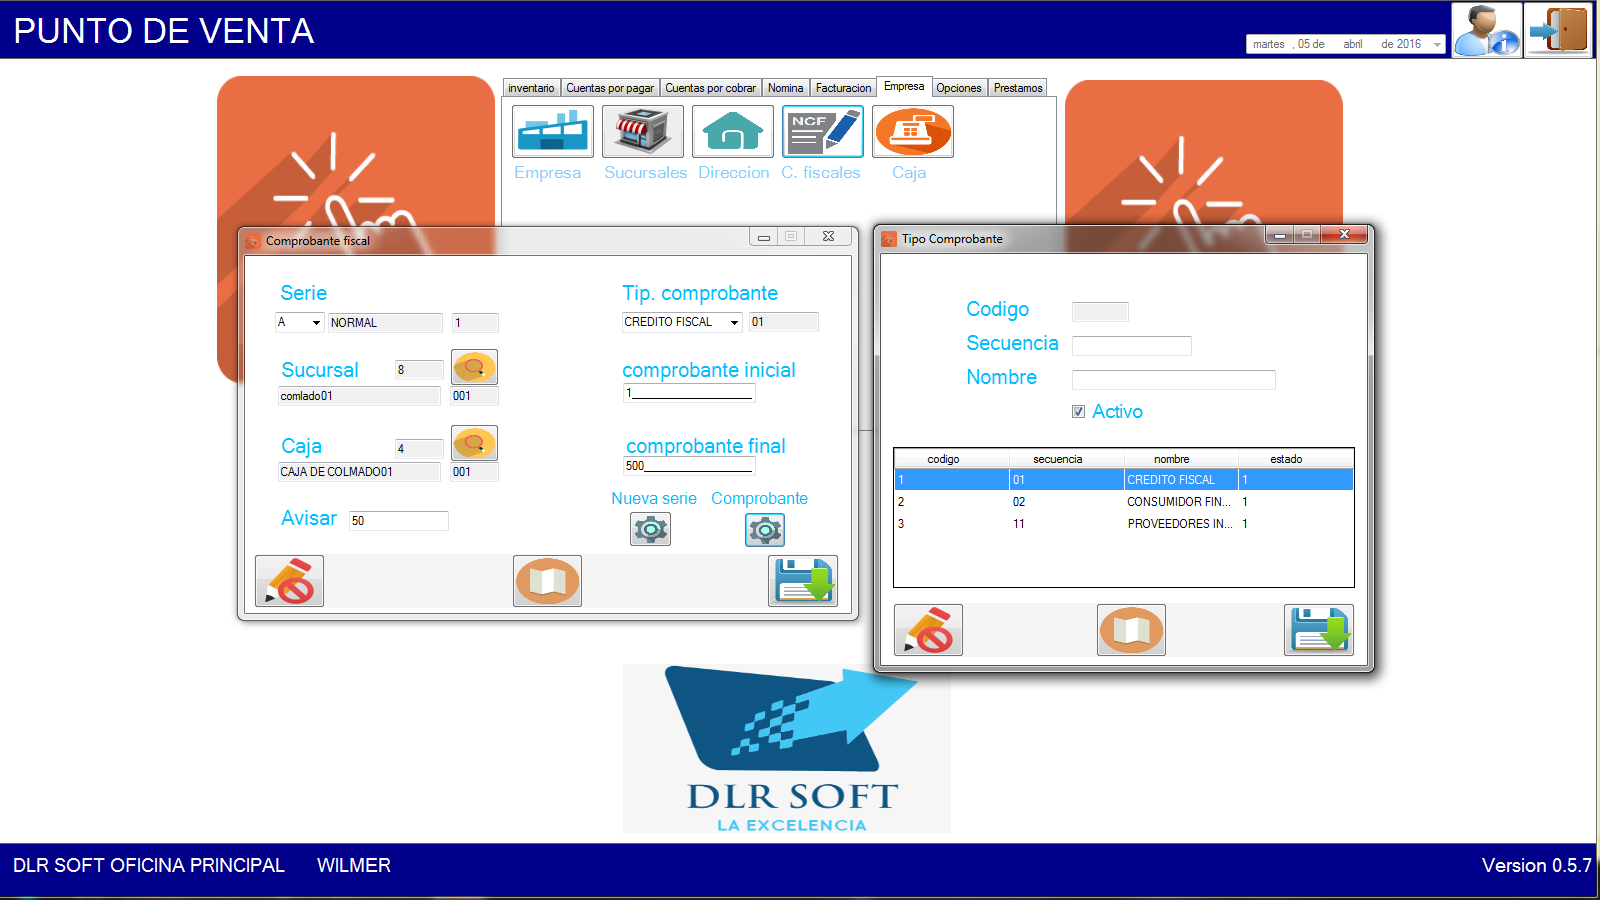 PUNTO DE VENTA
martes , 05 de abril de 2016
inventario Cuentas por pagar Cuentas por cobrar Nomina Facturacion Empresa Opciones Prestamos
NCF
Empresa Sucursales Direccion C. fiscales Caja
Comprobante fiscal
Serie
A NORMAL 1
Sucursal 8
comlado01 001
Caja 4
CAJA DE COLMADO01 001
Avisar 50
Tip. comprobante
CREDITO FISCAL 01
comprobante inicial
1____________________
comprobante final
500__________________
Nueva serie Comprobante
Tipo Comprobante
Codigo
Secuencia
Nombre
Activo
codigo secuencia nombre estado
1 01 CREDITO FISCAL 1
2 02 CONSUMIDOR FIN... 1
3 11 PROVEEDORES IN... 1
DLR SOFT
LA EXCELENCIA
DLR SOFT OFICINA PRINCIPAL WILMER Version 0.5.7